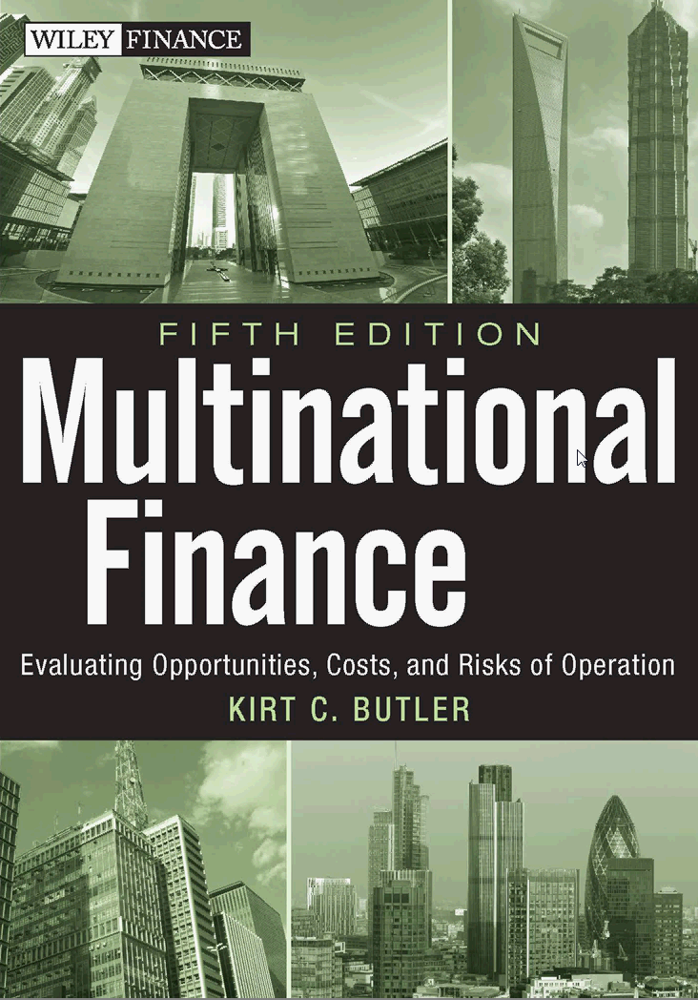 WILEY FINANCE
FIFTH EDITION
Multinational
Finance
Evaluating Opportunities, Costs, and Risks of Operation
KIRT C. BUTLER